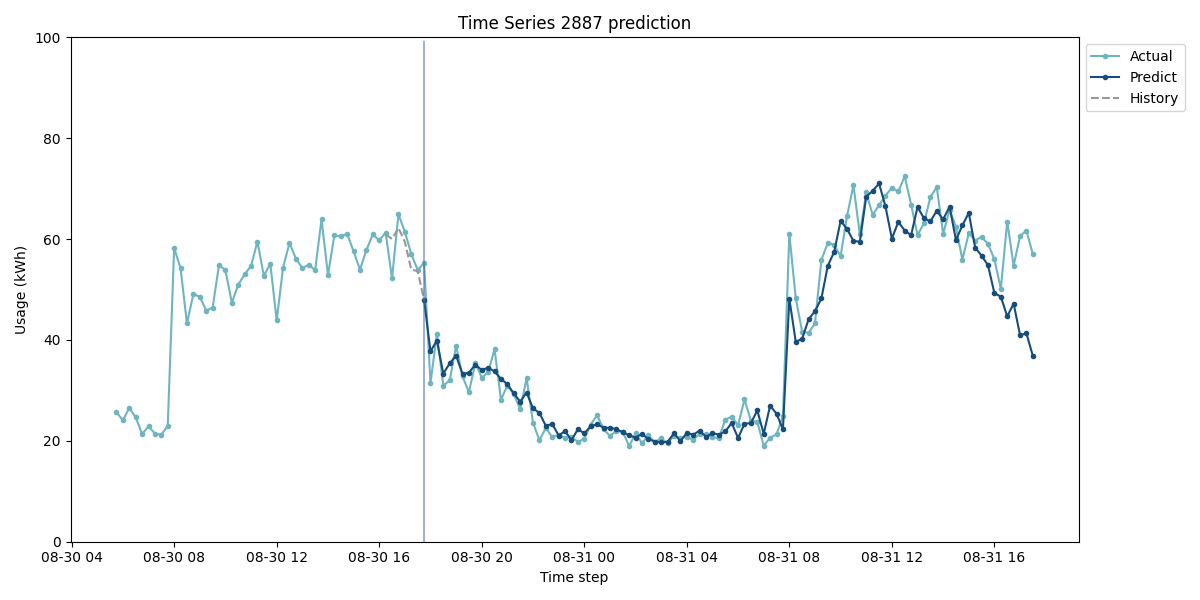 Time Series 2887 prediction
100
80
60
40
20
0
Usage (kWh)
08-30 04 08-30 08 08-30 12 08-30 16 08-30 20 08-31 00 08-31 04 08-31 08 08-31 12 08-31 16
Time step
Actual
Predict
History